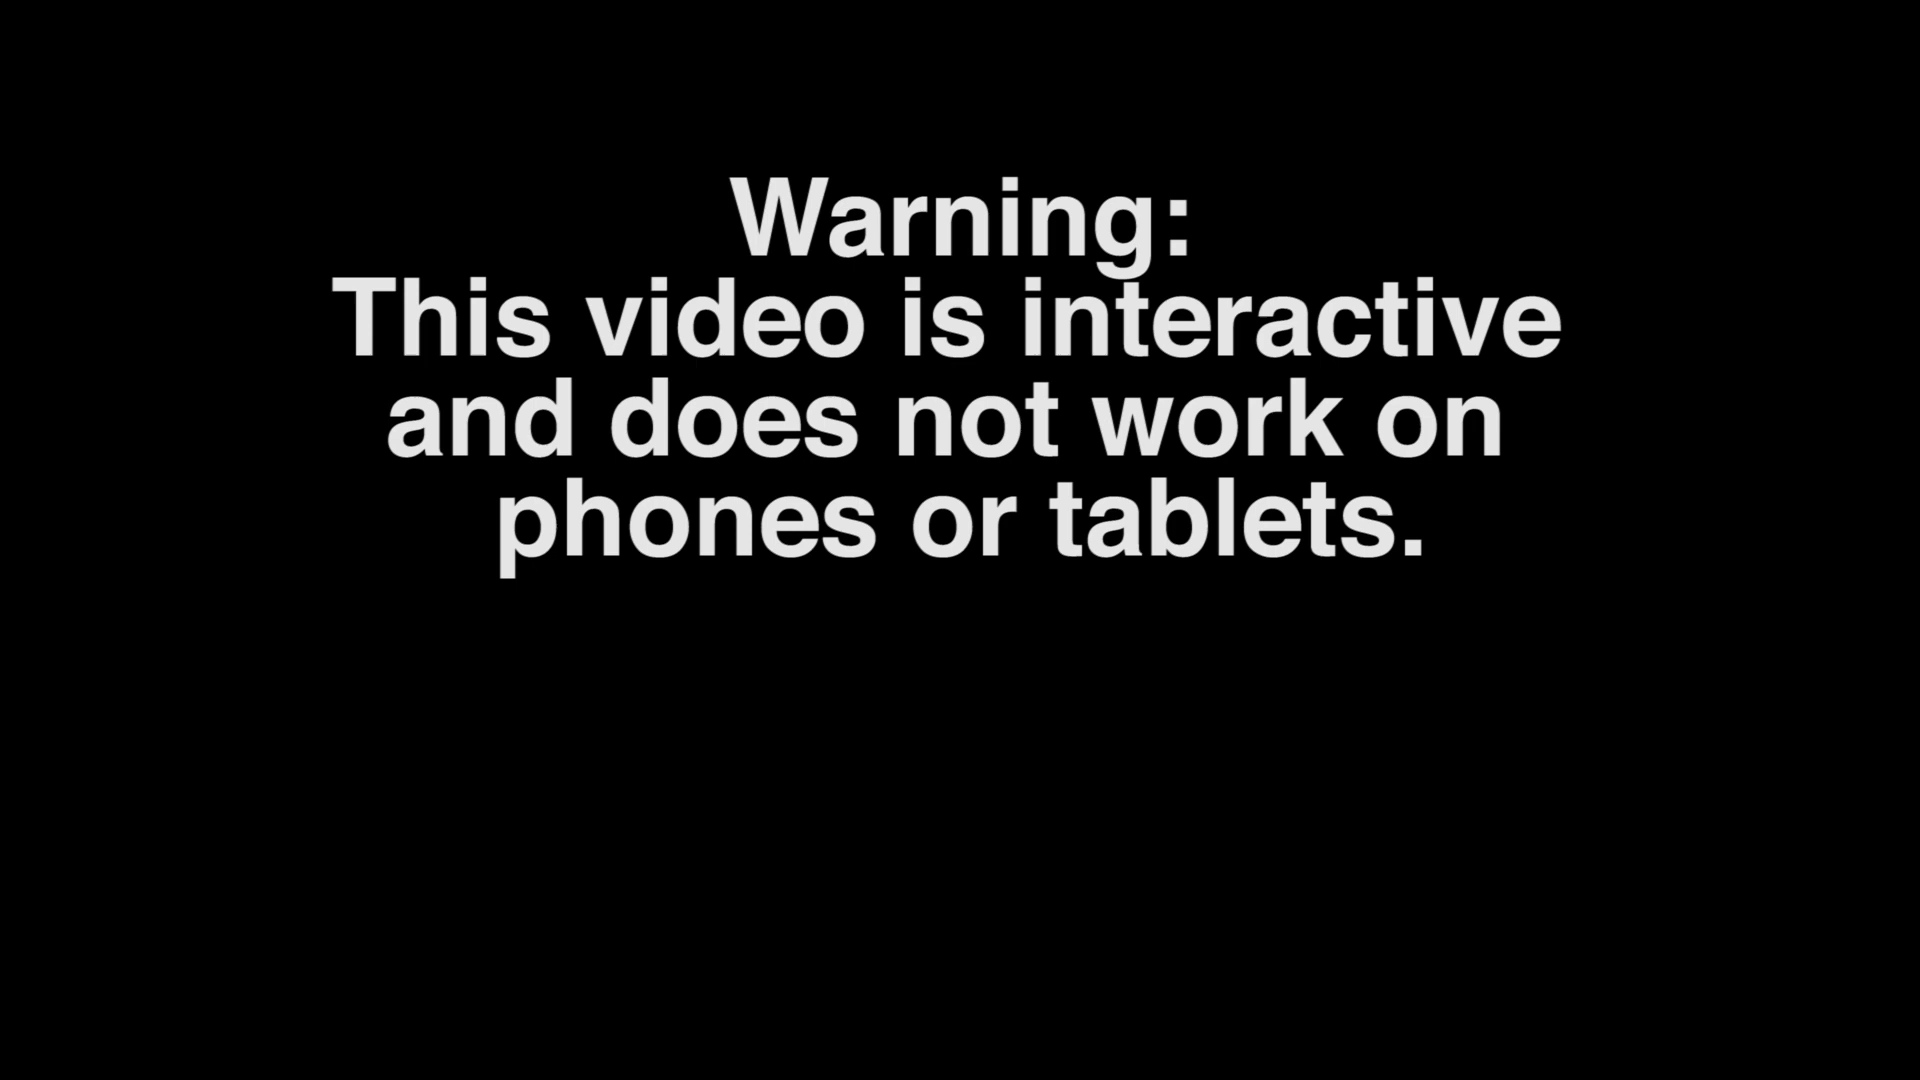 Warning:
This video is interactive
and does not work on
phones or tablets.